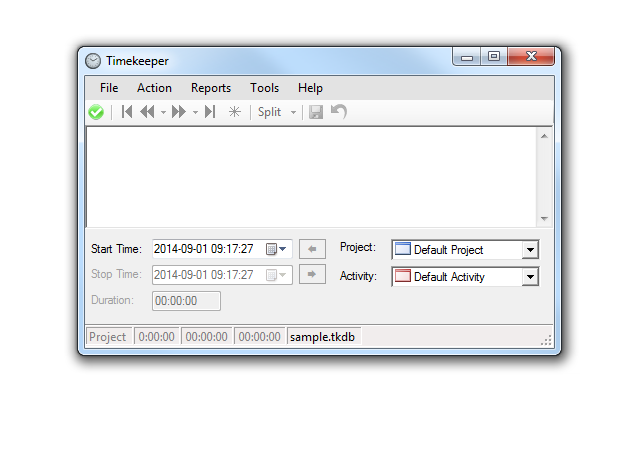 Timekeeper
File Action Reports Tools Help
Split
Start Time: 2014-09-01 09:17:27 Project: Default Project
Stop Time: 2014-09-01 09:17:27 Activity: Default Activity
Duration: 00:00:00
Project 0:00:00 00:00:00 00:00:00 sample.tkdb